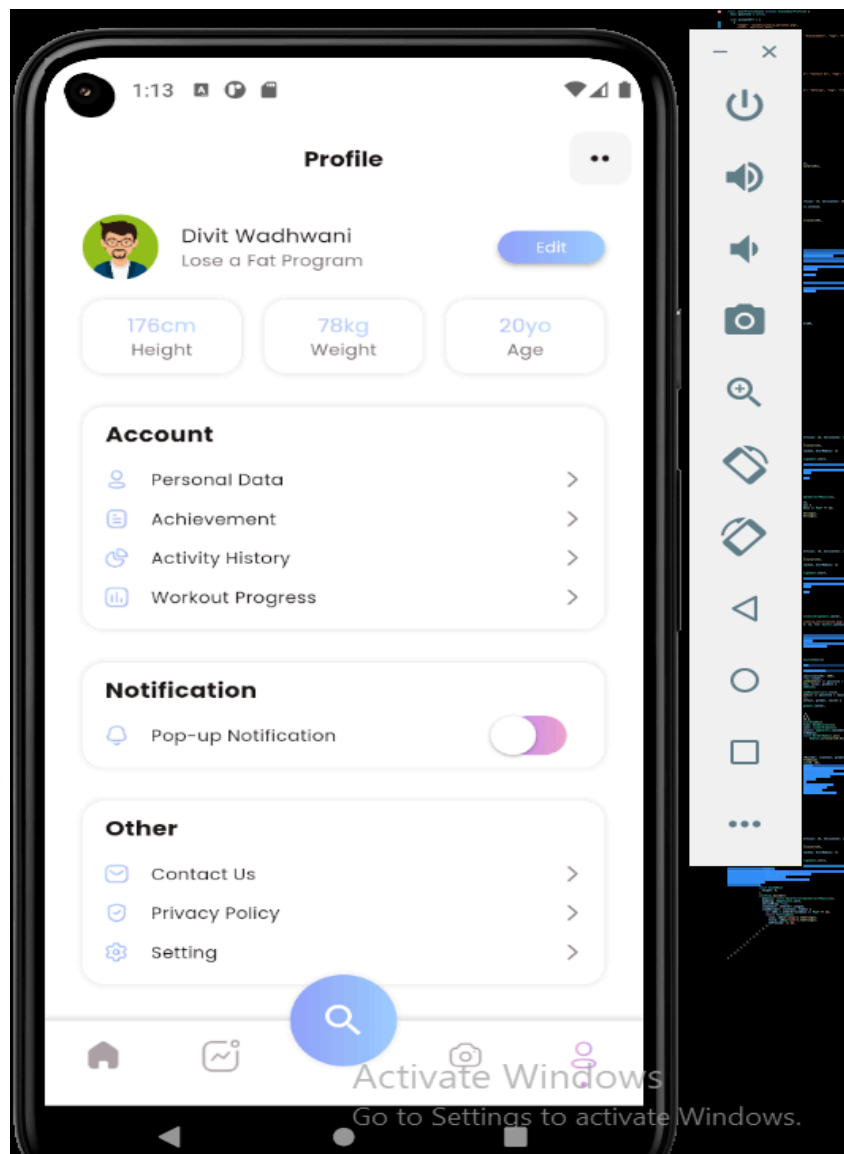 1:13
Profile
Divit Wadhwani
Lose a Fat Program
Edit
176cm
Height
78kg
Weight
20yo
Age
Account
Personal Data
Achievement
Activity History
Workout Progress
Notification
Pop-up Notification
Other
Contact Us
Privacy Policy
Setting
Activate Windows
Go to Settings to activate Windows.